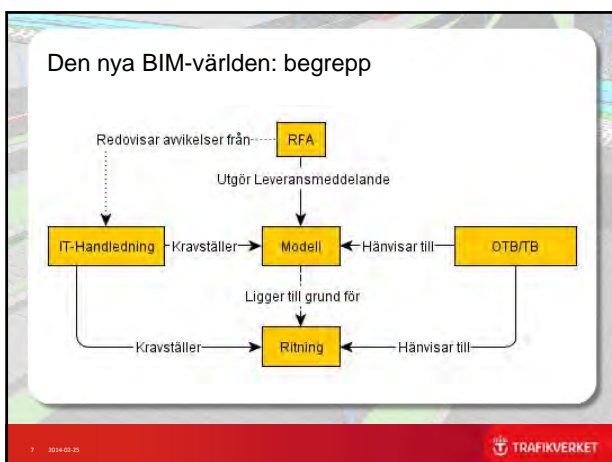 Den nya BIM-världen: begrepp
Redovisar avvikelser från
RFA
Utgör Leveransmeddelande
IT-Handledning
Kravställer
Modell
Hänvisar till
OTB/TB
Ligger till grund för
Kravställer
Ritning
Hänvisar till
7 2014-02-25
TRAFIKVERKET